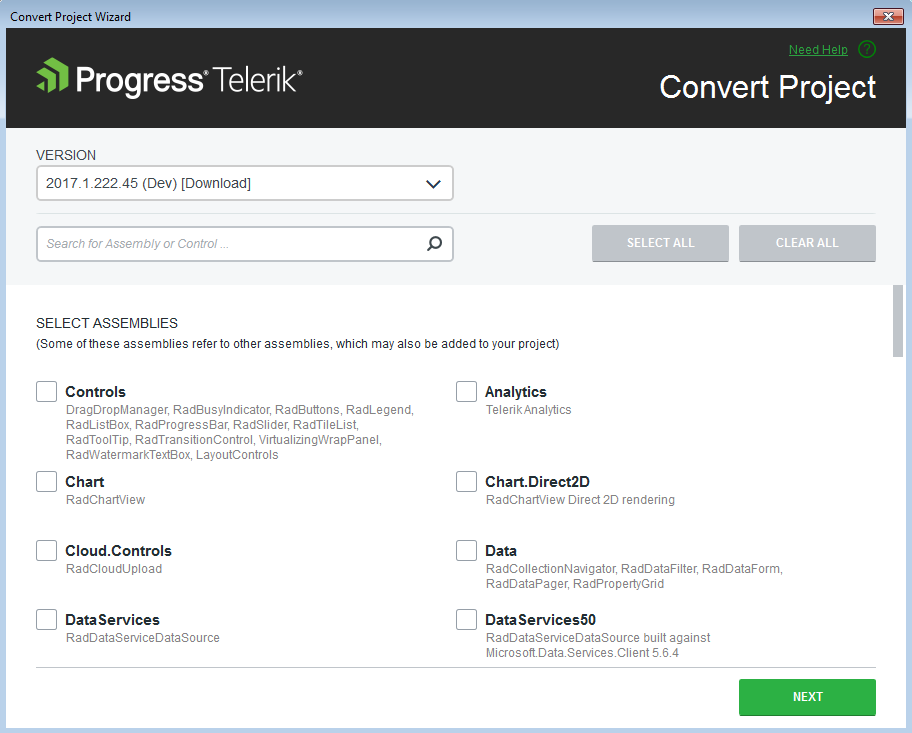 Convert Project Wizard
Need Help ?
Progress® Telerik®
Convert Project
VERSION
2017.1.222.45 (Dev) [Download]
Search for Assembly or Control ...
SELECT ALL
CLEAR ALL
SELECT ASSEMBLIES
(Some of these assemblies refer to other assemblies, which may also be added to your project)
Controls
DragDropManager, RadBusyIndicator, RadButtons, RadLegend,
RadListBox, RadProgressBar, RadSlider, RadTileList,
RadToolTip, RadTransitionControl, VirtualizingWrapPanel,
RadWatermarkTextBox, LayoutControls
Analytics
Telerik Analytics
Chart
RadChartView
Chart.Direct2D
RadChartView Direct 2D rendering
Cloud.Controls
RadCloudUpload
Data
RadCollectionNavigator, RadDataFilter, RadDataForm,
RadDataPager, RadPropertyGrid
DataServices
RadDataServiceDataSource
DataServices50
RadDataServiceDataSource built against
Microsoft.Data.Services.Client 5.6.4
NEXT